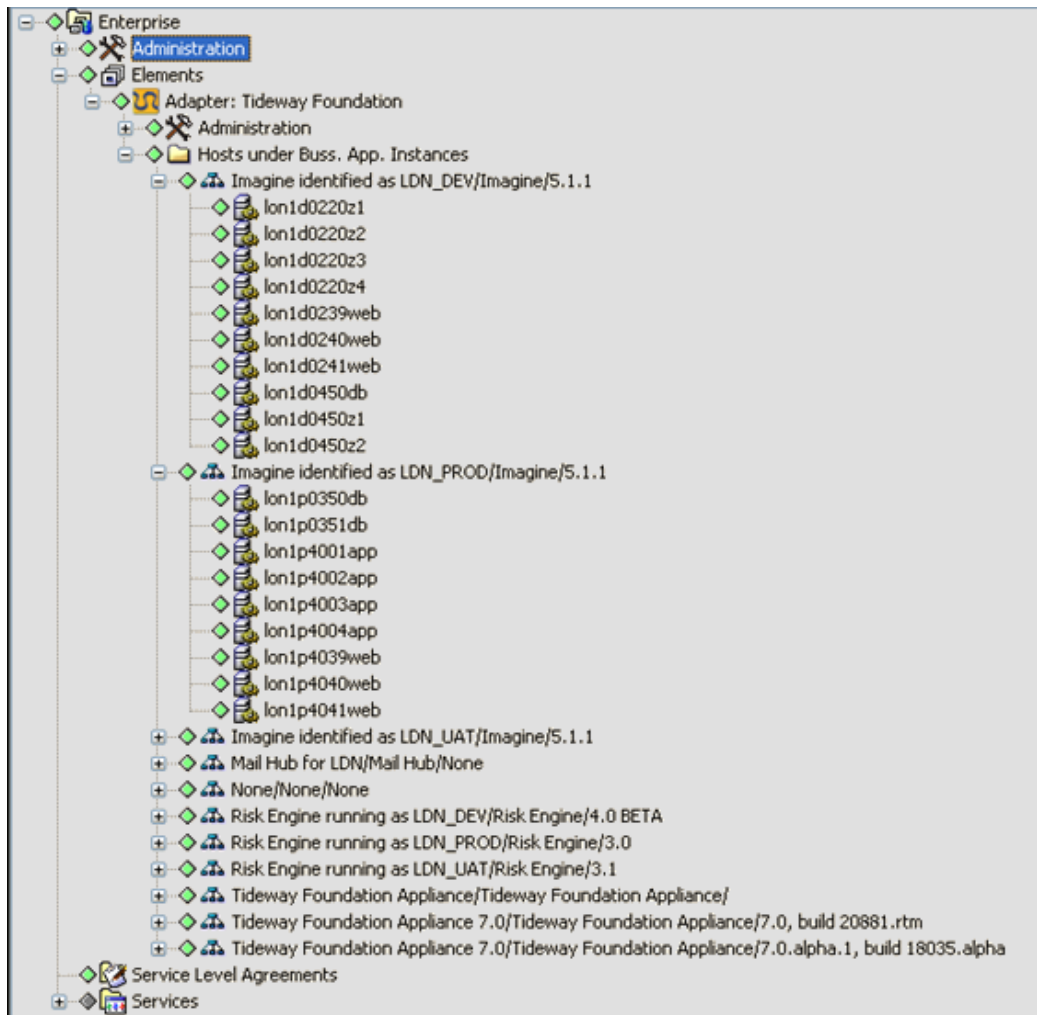 Enterprise
Administration
Elements
Adapter: Tideway Foundation
Administration
Hosts under Buss. App. Instances
Imagine identified as LDN_DEV/Imagine/5.1.1
lon1d0220z1
lon1d0220z2
lon1d0220z3
lon1d0220z4
lon1d0239web
lon1d0240web
lon1d0241web
lon1d0450db
lon1d0450z1
lon1d0450z2
Imagine identified as LDN_PROD/Imagine/5.1.1
lon1p0350db
lon1p0351db
lon1p4001app
lon1p4002app
lon1p4003app
lon1p4004app
lon1p4039web
lon1p4040web
lon1p4041web
Imagine identified as LDN_UAT/Imagine/5.1.1
Mail Hub for LDN/Mail Hub/None
None/None/None
Risk Engine running as LDN_DEV/Risk Engine/4.0 BETA
Risk Engine running as LDN_PROD/Risk Engine/3.0
Risk Engine running as LDN_UAT/Risk Engine/3.1
Tideway Foundation Appliance/Tideway Foundation Appliance/
Tideway Foundation Appliance 7.0/Tideway Foundation Appliance/7.0, build 20881.rtm
Tideway Foundation Appliance 7.0/Tideway Foundation Appliance/7.0.alpha.1, build 18035.alpha
Service Level Agreements
Services